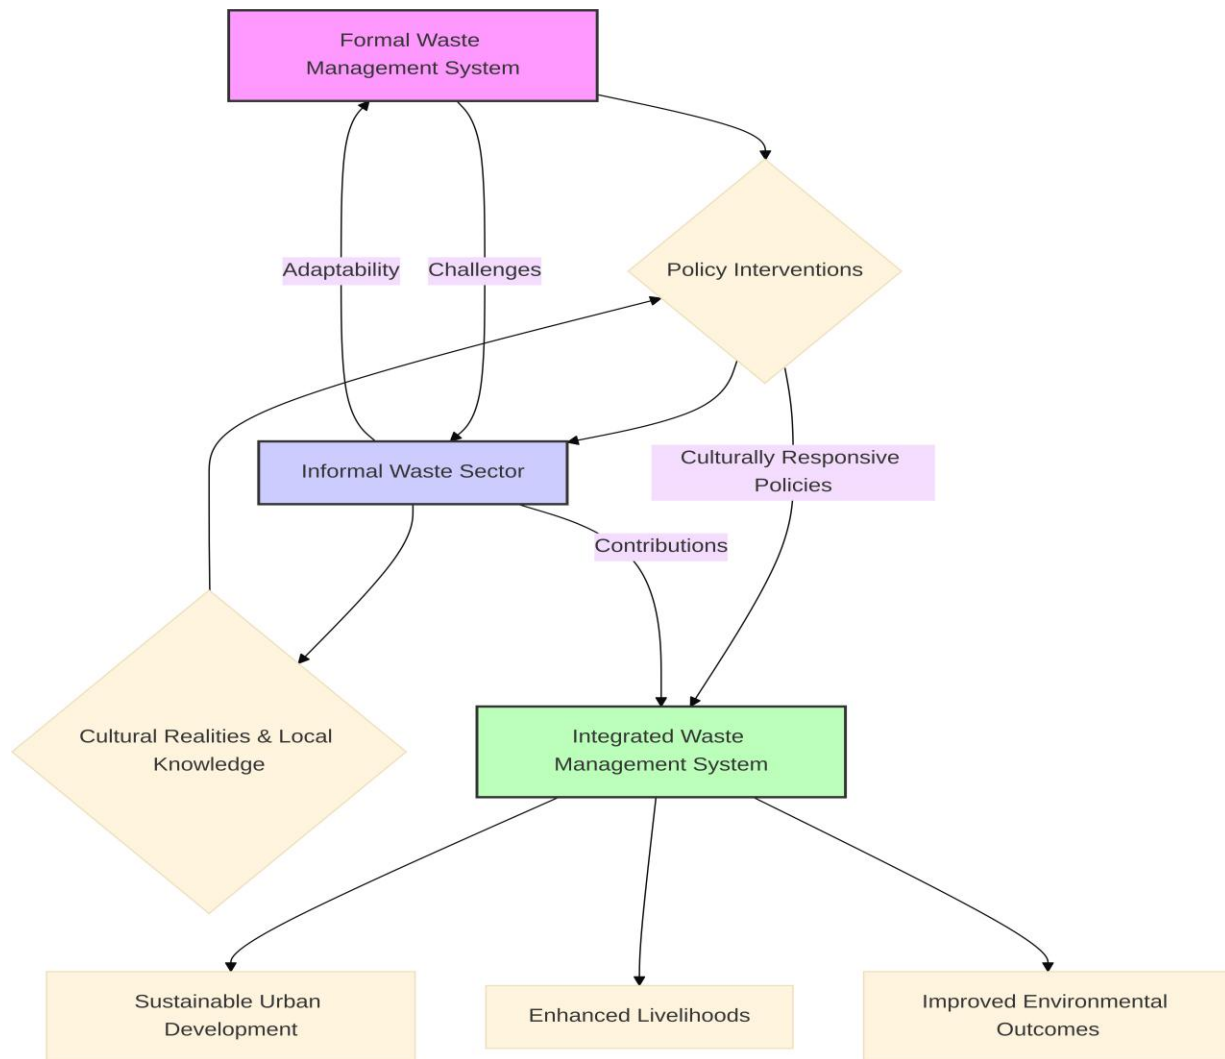 Formal Waste
Management System
Adaptability
Challenges
Policy Interventions
Informal Waste Sector
Culturally Responsive
Policies
Contributions
Cultural Realities & Local
Knowledge
Integrated Waste
Management System
Sustainable Urban
Development
Enhanced Livelihoods
Improved Environmental
Outcomes